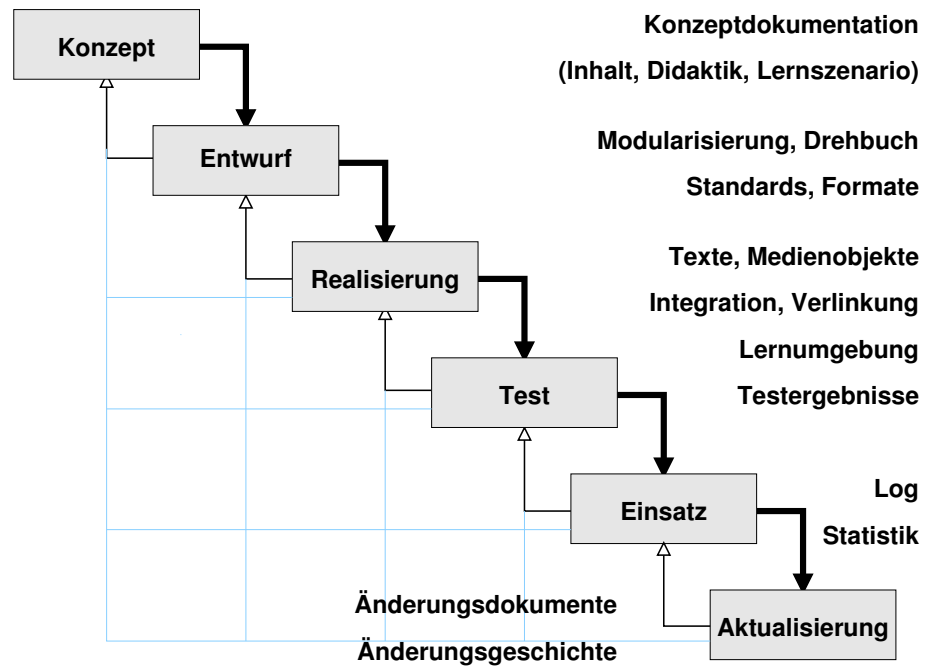 Konzept
Konzeptdokumentation
(Inhalt, Didaktik, Lernszenario)
Entwurf
Modularisierung, Drehbuch
Standards, Formate
Realisierung
Texte, Medienobjekte
Integration, Verlinkung
Lernumgebung
Test
Testergebnisse
Einsatz
Log
Statistik
Änderungsdokumente
Aktualisierung
Änderungsgeschichte